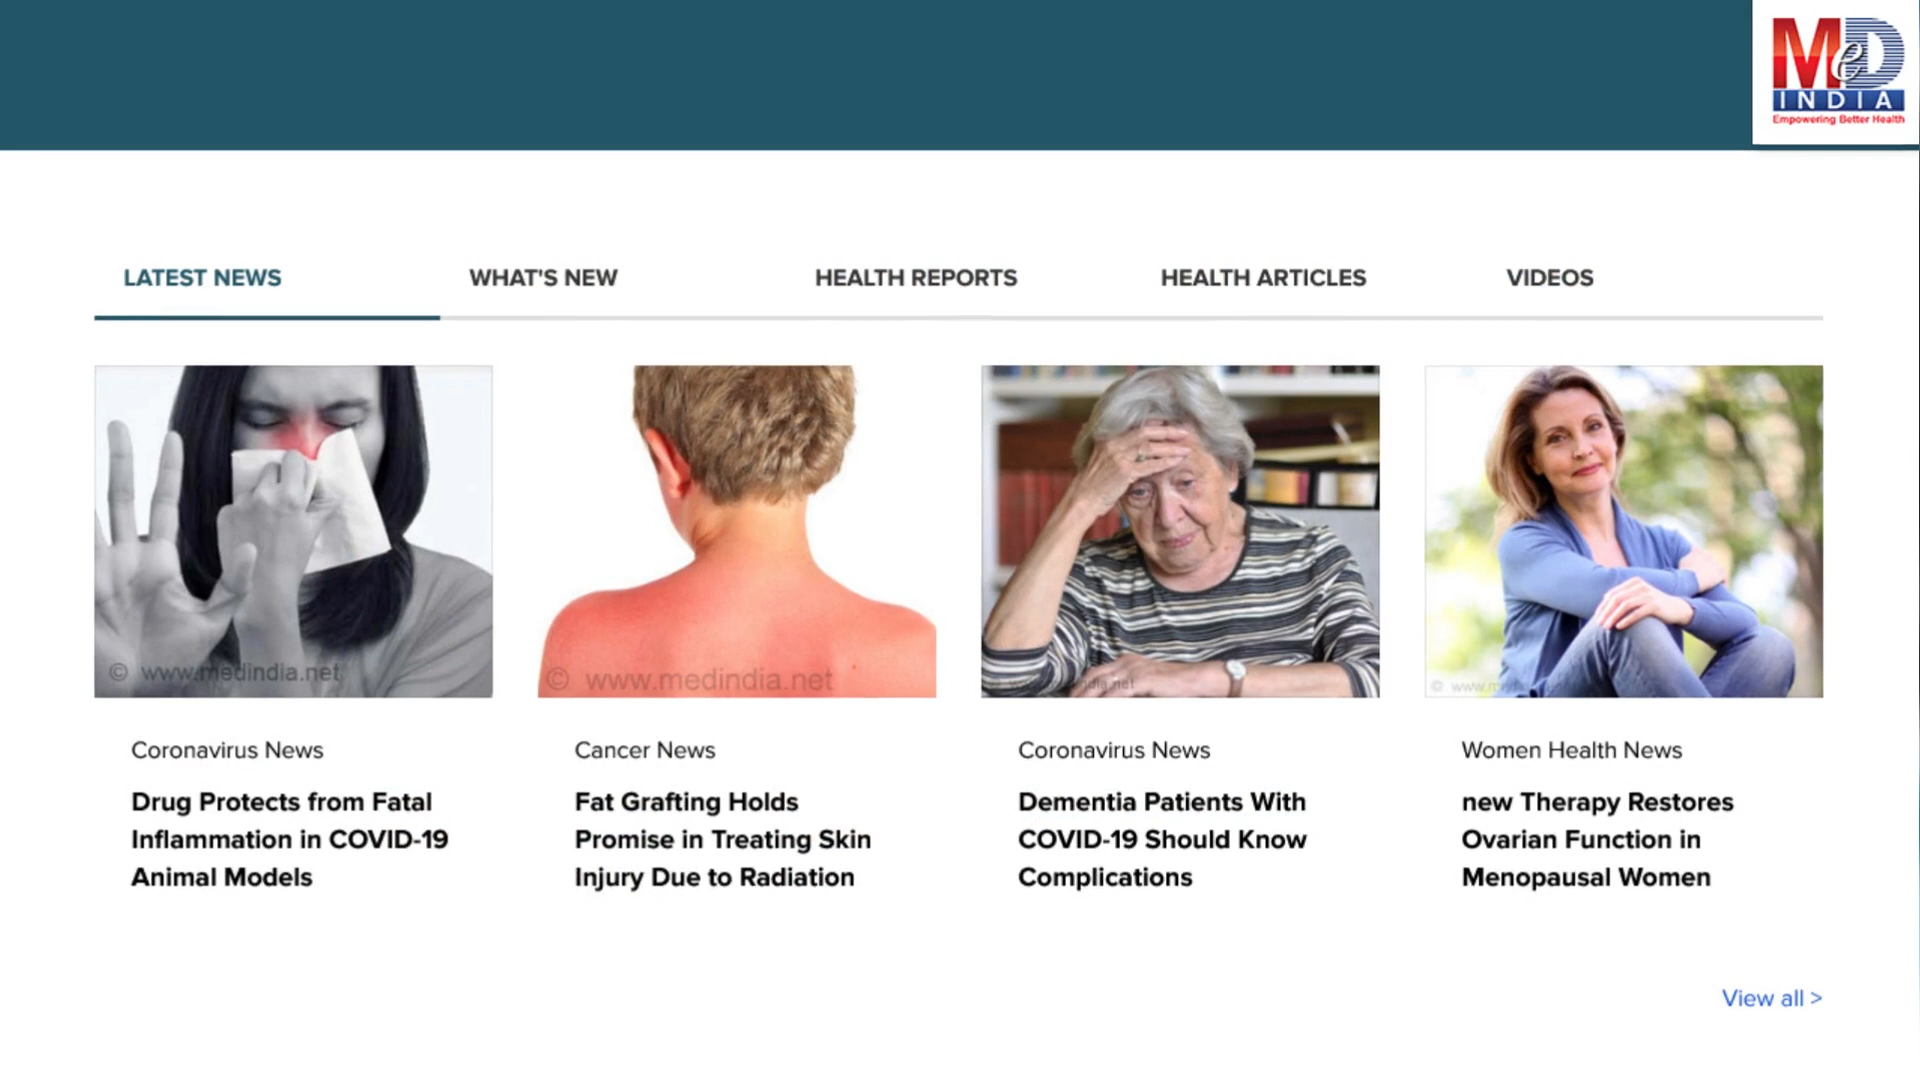 MeD
INDIA
Empowering Better Health
LATEST NEWS
WHAT'S NEW
HEALTH REPORTS
HEALTH ARTICLES
VIDEOS
© www.medindia.net
© www.medindia.net
Coronavirus News
Drug Protects from Fatal
Inflammation in COVID-19
Animal Models
Cancer News
Fat Grafting Holds
Promise in Treating Skin
Injury Due to Radiation
Coronavirus News
Dementia Patients With
COVID-19 Should Know
Complications
Women Health News
new Therapy Restores
Ovarian Function in
Menopausal Women
View all >